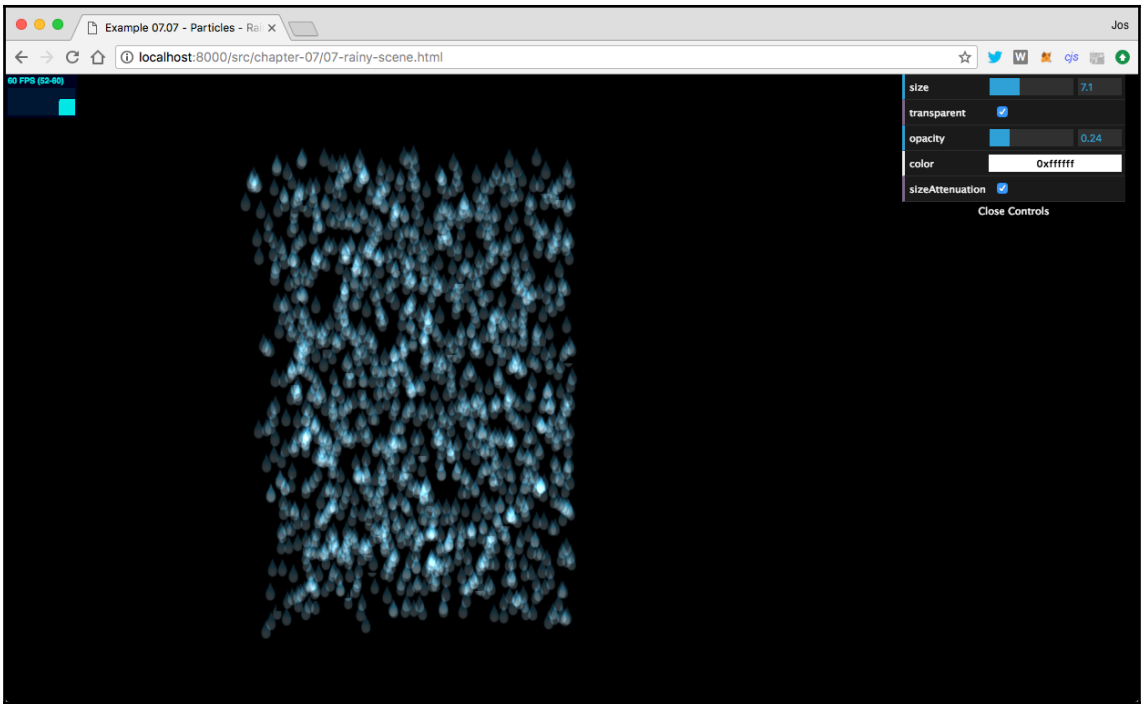 Example 07.07 - Particles - Rai
Jos
localhost:8000/src/chapter-07/07-rainy-scene.html
W
cjs
60 FPS (52-60)
size 7.1
transparent
opacity 0.24
color 0xffffff
sizeAttenuation
Close Controls